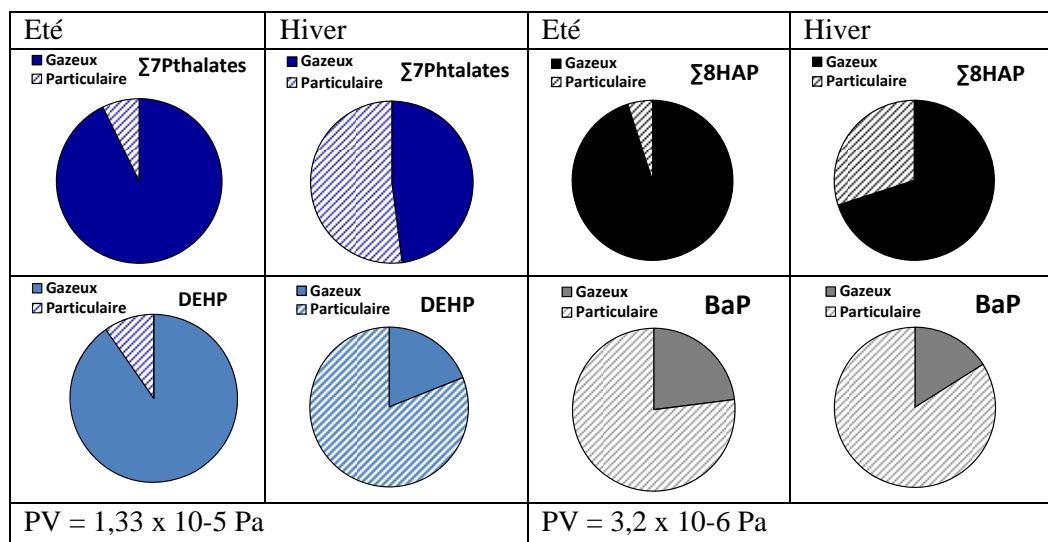 Eté
Hiver
Eté
Hiver
Gazeux
Particulaire
∑7Pthalates
Gazeux
Particulaire
∑7Phtalates
Gazeux
Particulaire
∑8HAP
Gazeux
Particulaire
∑8HAP
Gazeux
Particulaire
DEHP
Gazeux
Particulaire
DEHP
Gazeux
Particulaire
BaP
Gazeux
Particulaire
BaP
PV = 1,33 x 10-5 Pa
PV = 3,2 x 10-6 Pa